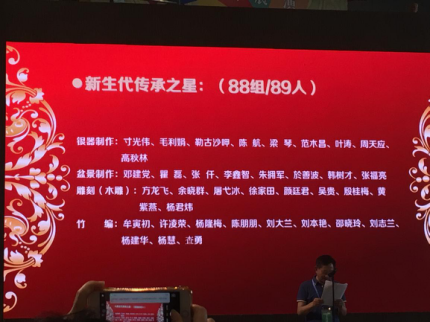 新生代传承之星：（88组/89人）
银器制作：寸光伟、毛利娟、勒古沙呷、陈 航、梁 琴、范木昌、叶涛、周天应、
高秋林
盆景制作：邓建党、翟 磊、张 仟、李鑫智、朱拥军、於善波、韩树才、张福亮
雕刻（木雕）：万龙飞、余晓群、屠弋冰、徐家田、颜廷君、吴贵、殷桂梅、黄
紫燕、杨君炜
竹 编：牟寅初、许凌荣、杨隆梅、陈朋朋、刘大兰、刘本艳、邵晓玲、刘志兰、
杨建华、杨慧、查勇